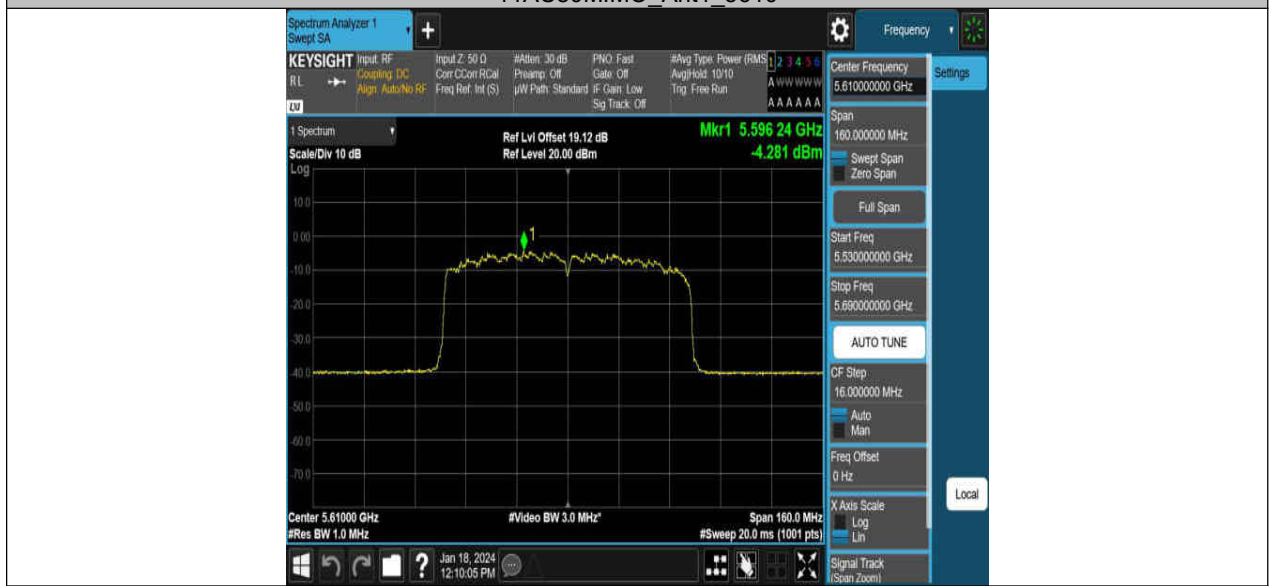 11AC80MIMO_Ant1_5610
Spectrum Analyzer 1
Swept SA
+
Frequency
KEYSIGHT
RL
LXI
Input: RF
Coupling: DC
Align: Auto/No RF
Input Z: 50 Ω
Corr CCorr RCal
Freq Ref: Int (S)
#Atten: 30 dB
Preamp: Off
µW Path: Standard
PNO: Fast
Gate: Off
IF Gain: Low
Sig Track: Off
#Avg Type: Power (RMS
Avg|Hold: 10/10
Trig: Free Run
1 2 3 4 5 6
A W W W W W
A A A A A A
1 Spectrum
Scale/Div 10 dB
Log
Ref Lvl Offset 19.12 dB
Ref Level 20.00 dBm
Mkr1 5.596 24 GHz
-4.281 dBm
10.0
0.00
-10.0
-20.0
-30.0
-40.0
-50.0
-60.0
-70.0
1
Center 5.61000 GHz
#Res BW 1.0 MHz
#Video BW 3.0 MHz*
Span 160.0 MHz
#Sweep 20.0 ms (1001 pts)
Center Frequency
5.610000000 GHz
Settings
Span
160.000000 MHz
Swept Span
Zero Span
Full Span
Start Freq
5.530000000 GHz
Stop Freq
5.690000000 GHz
AUTO TUNE
CF Step
16.000000 MHz
Auto
Man
Freq Offset
0 Hz
X Axis Scale
Log
Lin
Local
Signal Track
(Span Zoom)
?
Jan 18, 2024
12:10:05 PM